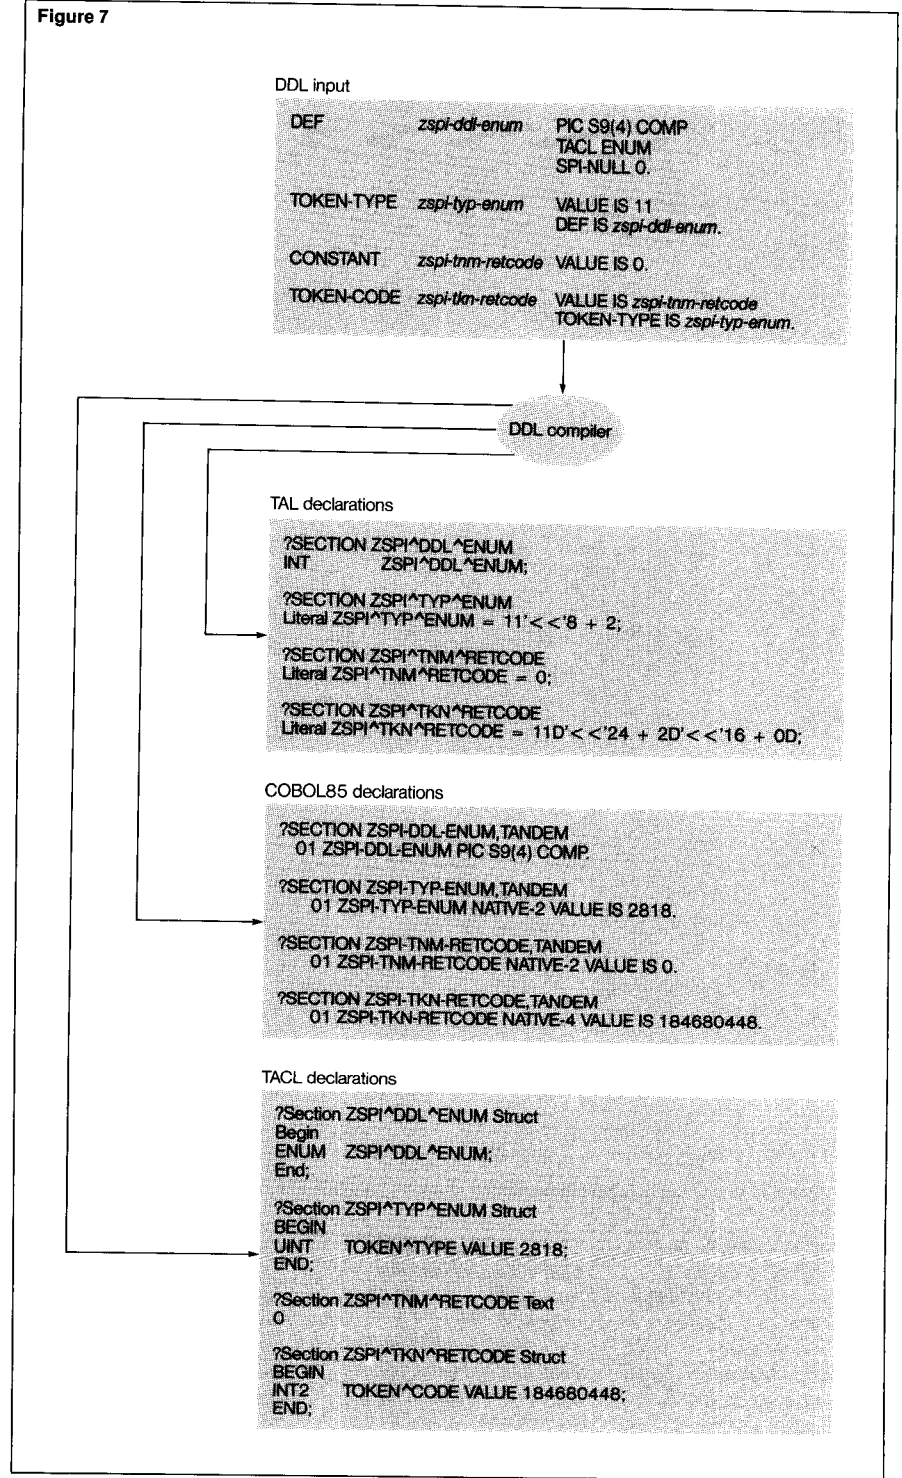 Figure 7
DDL input
DEF zspi-ddl-enum PIC S9(4) COMP
TACL ENUM
SPI-NULL 0.
TOKEN-TYPE zspi-typ-enum VALUE IS 11
DEF IS zspi-ddl-enum.
CONSTANT zspi-tnm-retcode VALUE IS 0.
TOKEN-CODE zspi-tkn-retcode VALUE IS zspi-tnm-retcode
TOKEN-TYPE IS zspi-typ-enum.
DDL compiler
TAL declarations
?SECTION ZSPI^DDL^ENUM
INT ZSPI^DDL^ENUM;
?SECTION ZSPI^TYP^ENUM
Literal ZSPI^TYP^ENUM = 11'<<'8 + 2;
?SECTION ZSPI^TNM^RETCODE
Literal ZSPI^TNM^RETCODE = 0;
?SECTION ZSPI^TKN^RETCODE
Literal ZSPI^TKN^RETCODE = 11D'<<'24 + 2D'<<'16 + 0D;
COBOL85 declarations
?SECTION ZSPI-DDL-ENUM,TANDEM
01 ZSPI-DDL-ENUM PIC S9(4) COMP.
?SECTION ZSPI-TYP-ENUM,TANDEM
01 ZSPI-TYP-ENUM NATIVE-2 VALUE IS 2818.
?SECTION ZSPI-TNM-RETCODE,TANDEM
01 ZSPI-TNM-RETCODE NATIVE-2 VALUE IS 0.
?SECTION ZSPI-TKN-RETCODE,TANDEM
01 ZSPI-TKN-RETCODE NATIVE-4 VALUE IS 184680448.
TACL declarations
?Section ZSPI^DDL^ENUM Struct
Begin
ENUM ZSPI^DDL^ENUM;
End;
?Section ZSPI^TYP^ENUM Struct
BEGIN
UINT TOKEN^TYPE VALUE 2818;
END;
?Section ZSPI^TNM^RETCODE Text
0
?Section ZSPI^TKN^RETCODE Struct
BEGIN
INT2 TOKEN^CODE VALUE 184680448;
END;